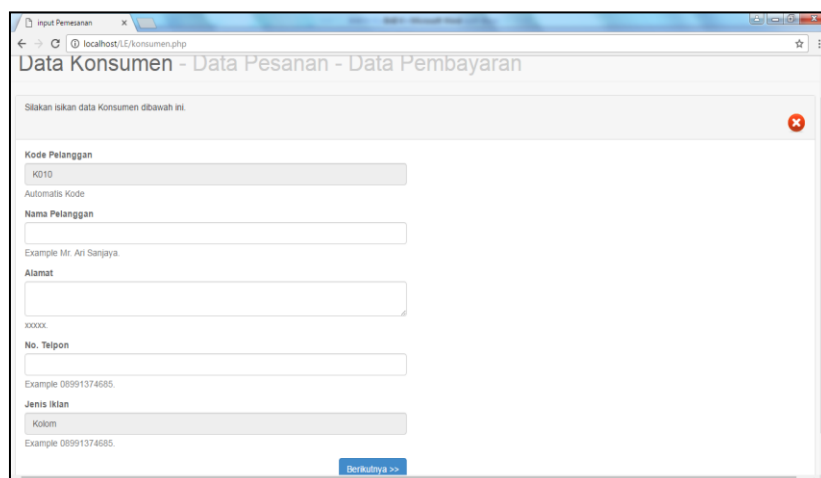 input Pemesanan
localhost/LE/konsumen.php
Data Konsumen - Data Pesanan - Data Pembayaran
Silakan isikan data Konsumen dibawah ini.
Kode Pelanggan
K010
Automatis Kode
Nama Pelanggan
Example Mr. Ari Sanjaya.
Alamat
xxxxx.
No. Telpon
Example 08991374685.
Jenis Iklan
Kolom
Example 08991374685.
Berikutnya >>